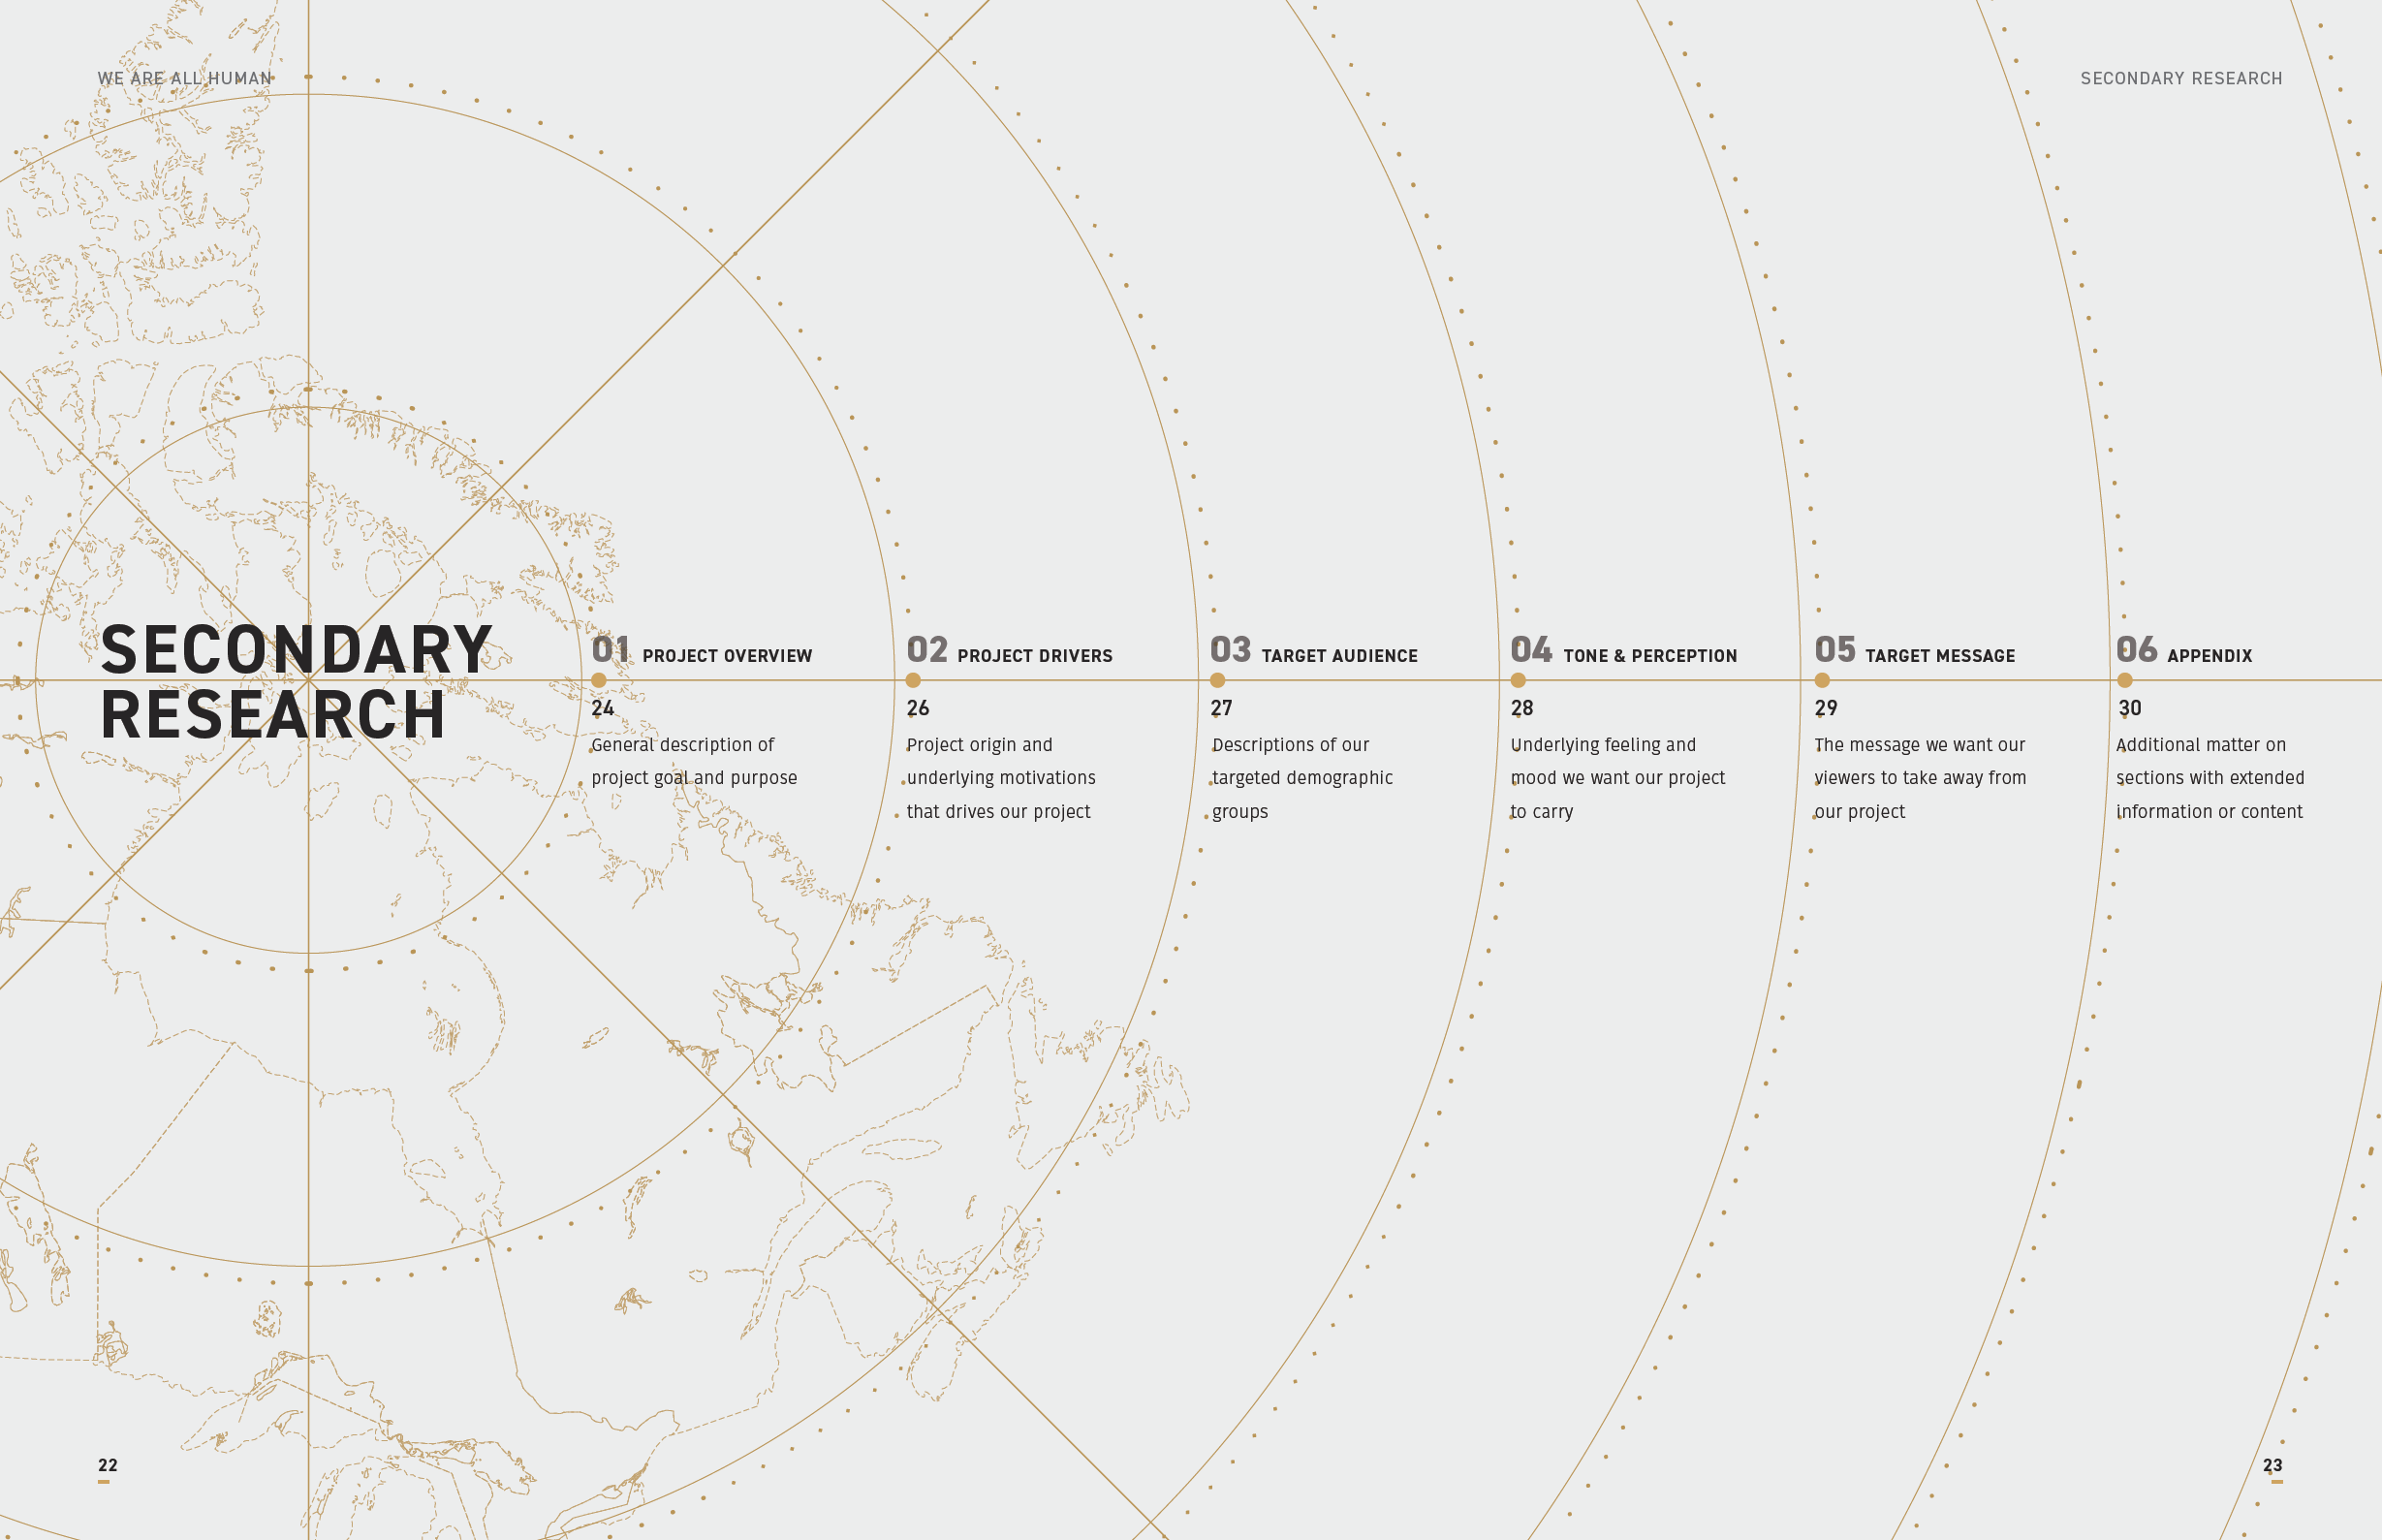 WE ARE ALL HUMAN
SECONDARY RESEARCH
SECONDARY
RESEARCH
01 PROJECT OVERVIEW
24
General description of
project goal and purpose
02 PROJECT DRIVERS
26
Project origin and
underlying motivations
that drives our project
03 TARGET AUDIENCE
27
Descriptions of our
targeted demographic
groups
04 TONE & PERCEPTION
28
Underlying feeling and
mood we want our project
to carry
05 TARGET MESSAGE
29
The message we want our
viewers to take away from
our project
06 APPENDIX
30
Additional matter on
sections with extended
information or content
22
23